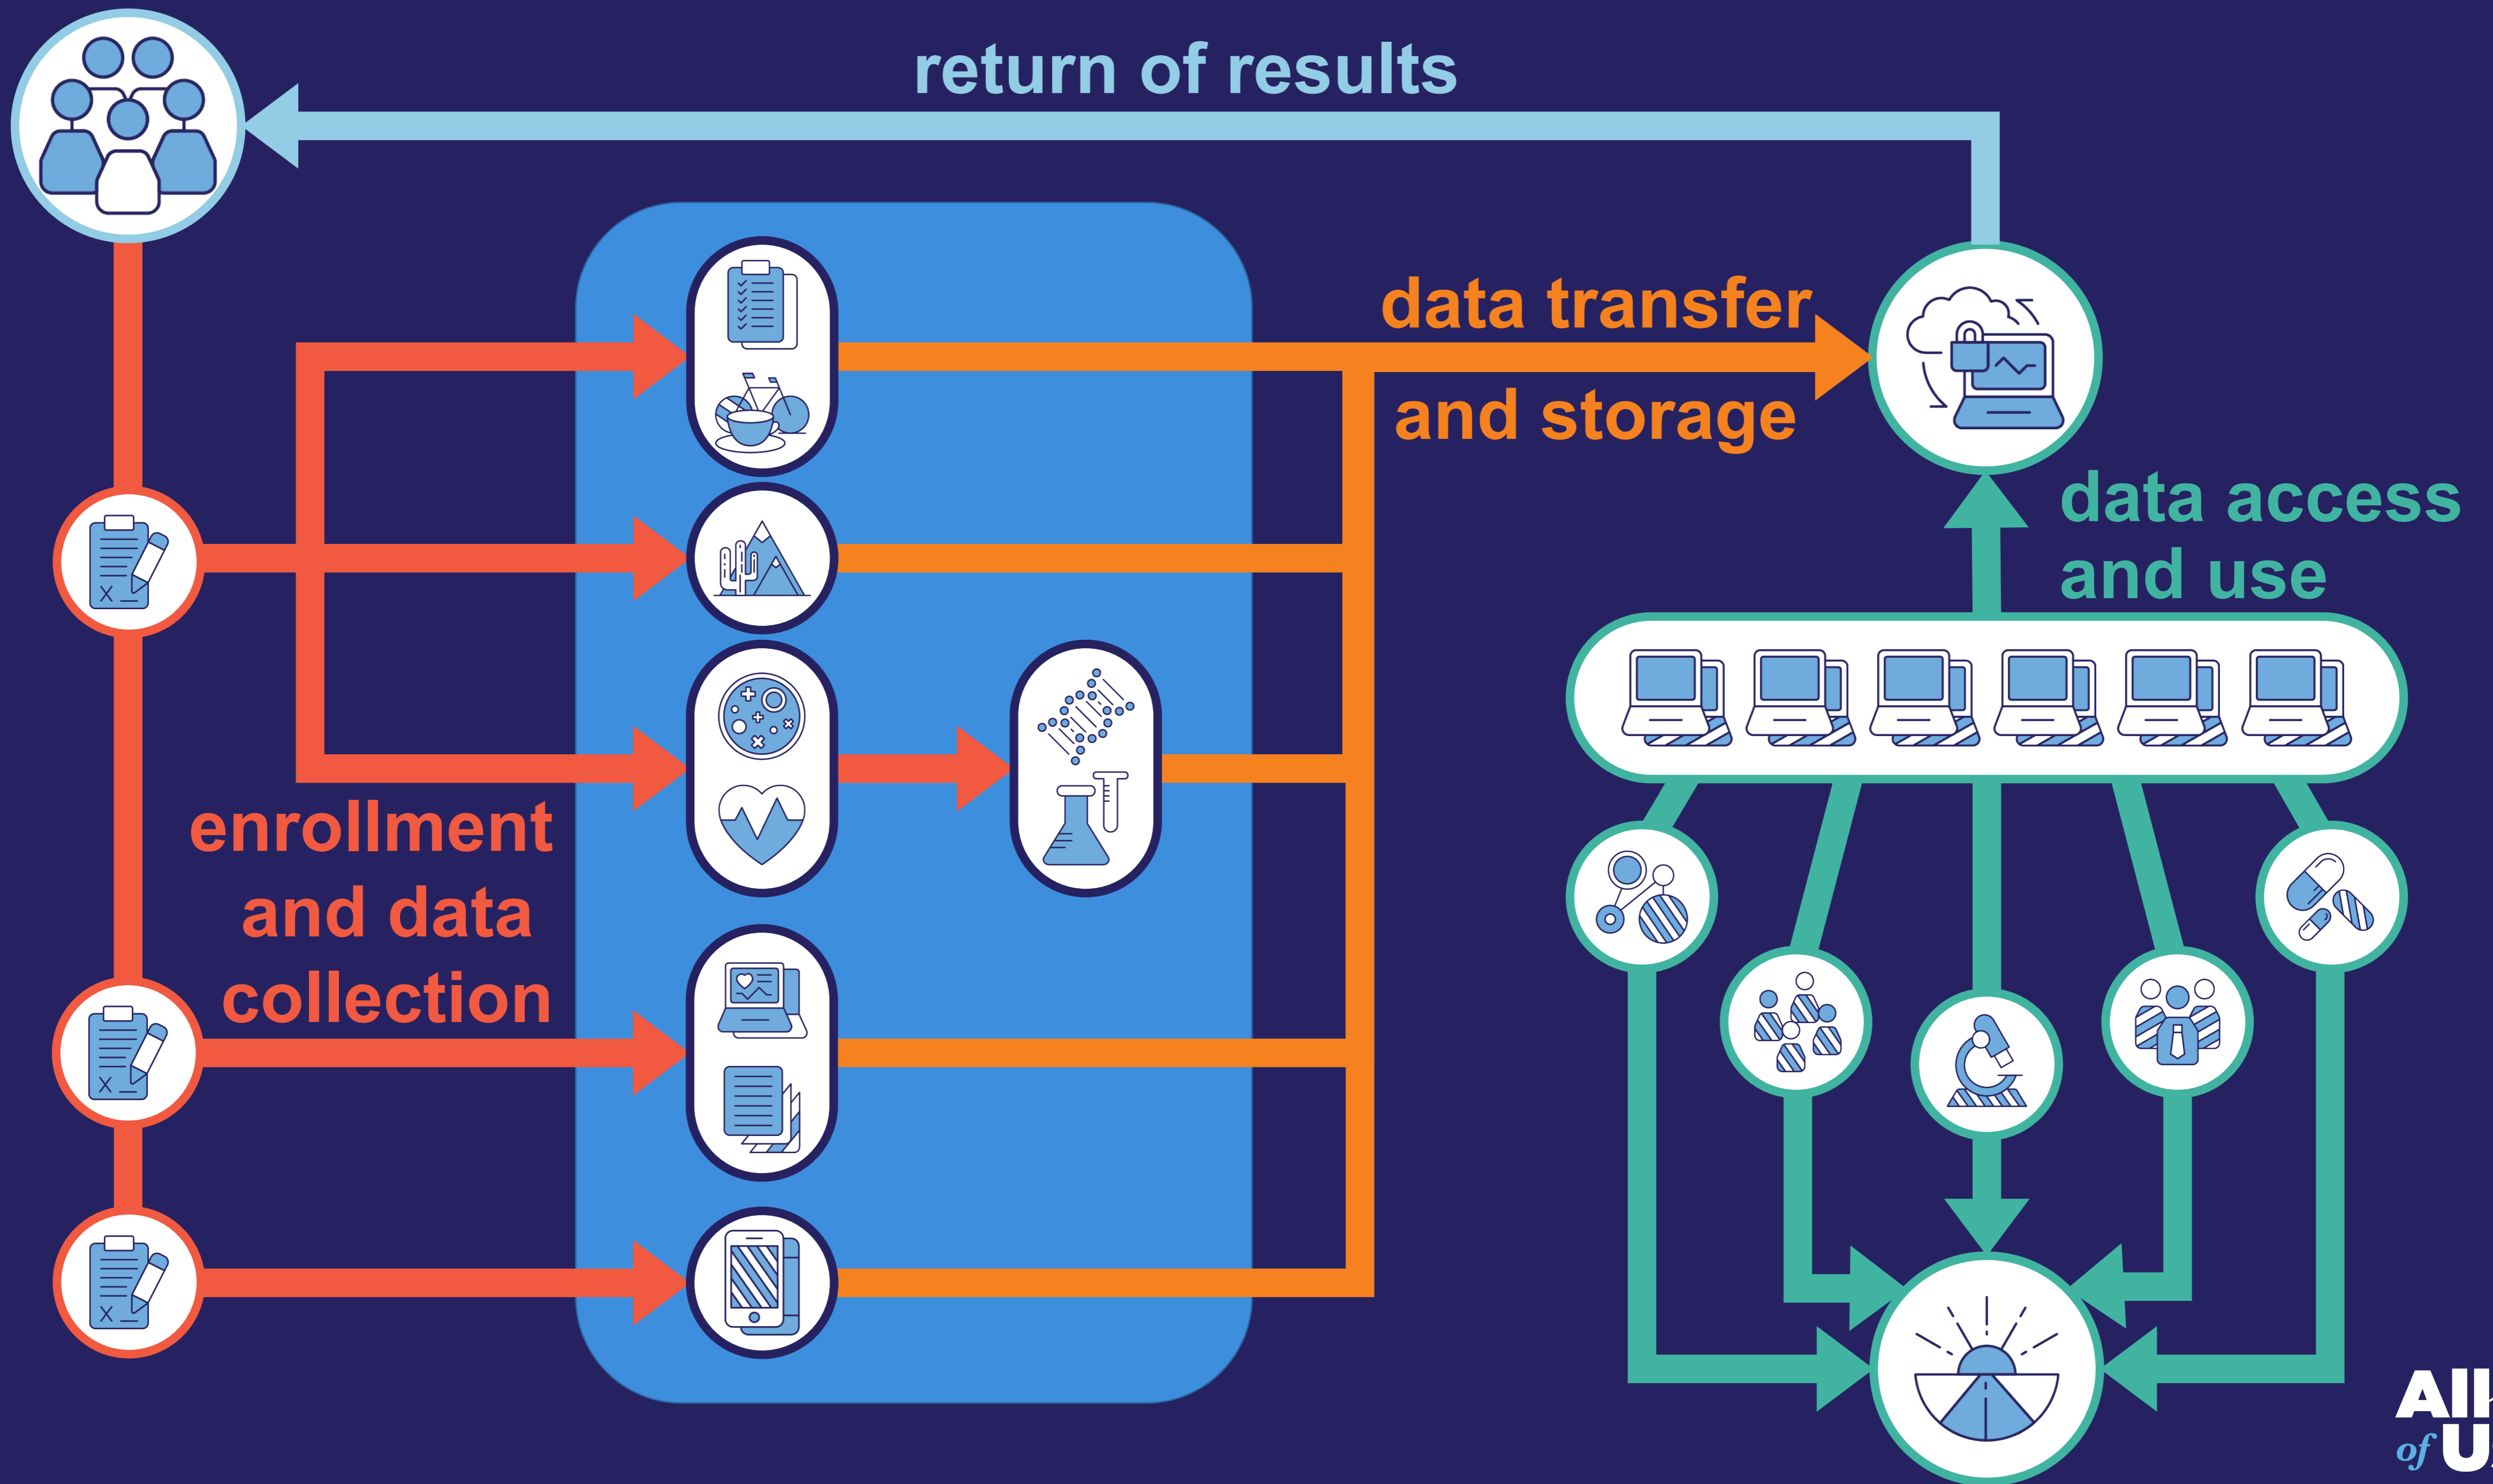 return of results
data transfer
and storage
data access
and use
enrollment
and data
collection
All
of U